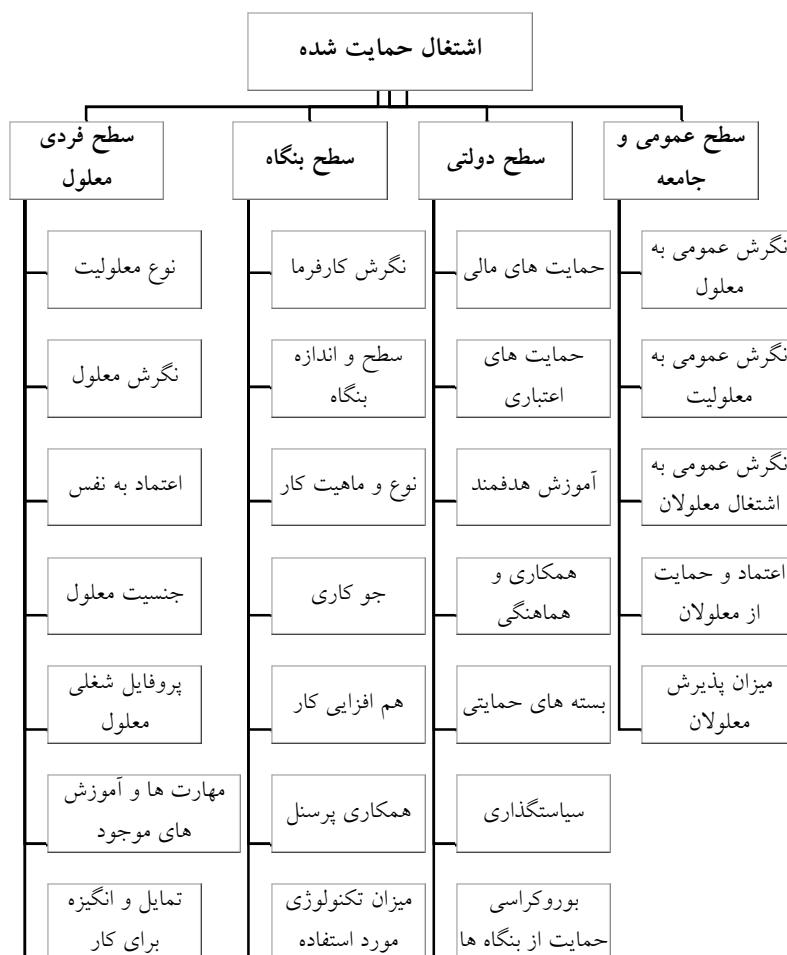 اشتغال حمایت شده
سطح عمومی و
جامعه
سطح دولتی
سطح بنگاه
سطح فردی
معلول
نگرش عمومی به
معلول
نگرش عمومی به
معلولیت
نگرش عمومی به
اشتغال معلولان
اعتماد و حمایت
از معلولان
میزان پذیرش
معلولان
حمایت های مالی
حمایت های
اعتباری
آموزش هدفمند
همکاری و
هماهنگی
بسته های حمایتی
سیاستگذاری
بوروکراسی
حمایت از بنگاه ها
نگرش کارفرما
سطح و اندازه
بنگاه
نوع و ماهیت کار
جو کاری
هم افزایی کار
همکاری پرسنل
میزان تکنولوژی
مورد استفاده
نوع معلولیت
نگرش معلول
اعتماد به نفس
جنسیت معلول
پروفایل شغلی
معلول
مهارت ها و آموزش
های موجود
تمایل و انگیزه
برای کار